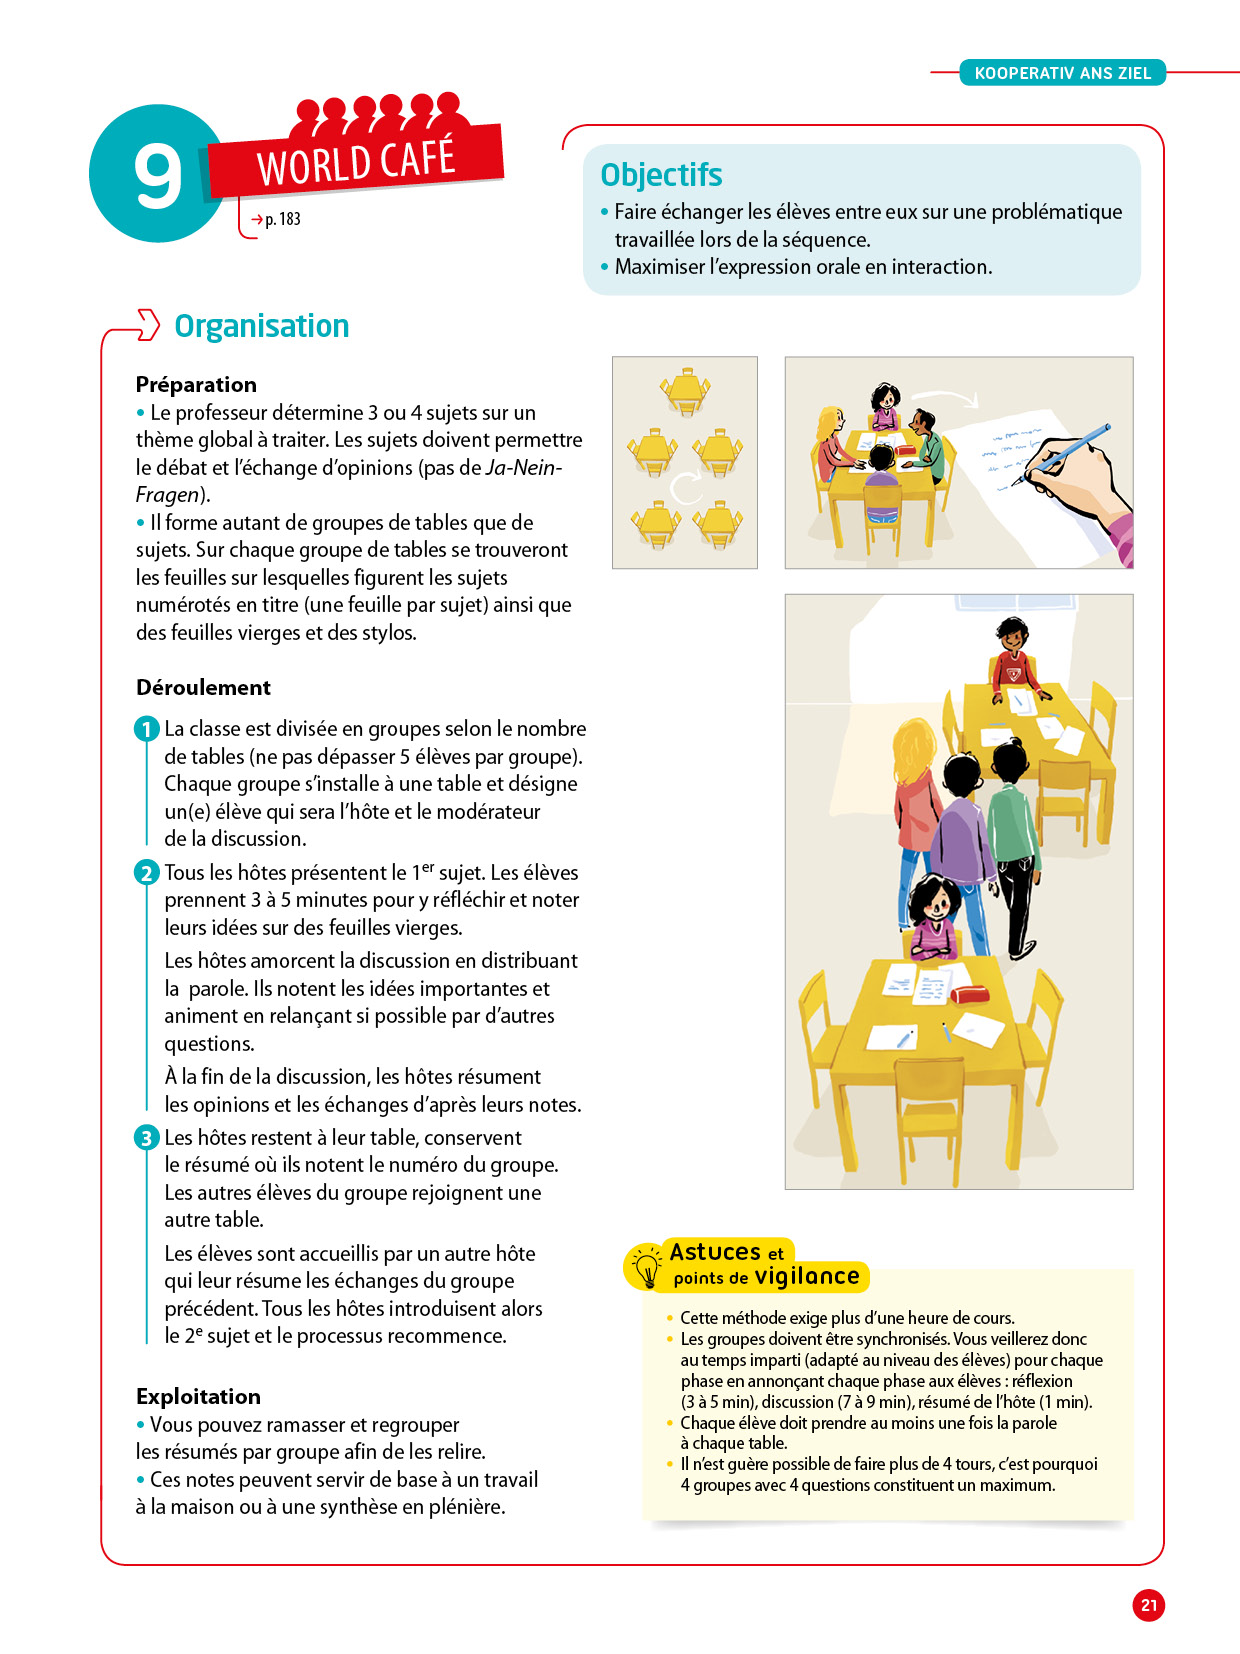 KOOPERATIV ANS ZIEL
9
WORLD CAFÉ
p. 183
Objectifs
• Faire échanger les élèves entre eux sur une problématique
travaillée lors de la séquence.
• Maximiser l’expression orale en interaction.
Organisation
Préparation
• Le professeur détermine 3 ou 4 sujets sur un
thème global à traiter. Les sujets doivent permettre
le débat et l’échange d’opinions (pas de Ja-Nein-
Fragen).
• Il forme autant de groupes de tables que de
sujets. Sur chaque groupe de tables se trouveront
les feuilles sur lesquelles figurent les sujets
numérotés en titre (une feuille par sujet) ainsi que
des feuilles vierges et des stylos.
Déroulement
1 La classe est divisée en groupes selon le nombre
de tables (ne pas dépasser 5 élèves par groupe).
Chaque groupe s’installe à une table et désigne
un(e) élève qui sera l’hôte et le modérateur
de la discussion.
2 Tous les hôtes présentent le 1er sujet. Les élèves
prennent 3 à 5 minutes pour y réfléchir et noter
leurs idées sur des feuilles vierges.
Les hôtes amorcent la discussion en distribuant
la parole. Ils notent les idées importantes et
animent en relançant si possible par d’autres
questions.
À la fin de la discussion, les hôtes résument
les opinions et les échanges d’après leurs notes.
3 Les hôtes restent à leur table, conservent
le résumé où ils notent le numéro du groupe.
Les autres élèves du groupe rejoignent une
autre table.
Les élèves sont accueillis par un autre hôte
qui leur résume les échanges du groupe
précédent. Tous les hôtes introduisent alors
le 2e sujet et le processus recommence.
Exploitation
• Vous pouvez ramasser et regrouper
les résumés par groupe afin de les relire.
• Ces notes peuvent servir de base à un travail
à la maison ou à une synthèse en plénière.
Astuces et
points de vigilance
• Cette méthode exige plus d’une heure de cours.
• Les groupes doivent être synchronisés. Vous veillerez donc
au temps imparti (adapté au niveau des élèves) pour chaque
phase en annonçant chaque phase aux élèves : réflexion
(3 à 5 min), discussion (7 à 9 min), résumé de l’hôte (1 min).
• Chaque élève doit prendre au moins une fois la parole
à chaque table.
• Il n’est guère possible de faire plus de 4 tours, c’est pourquoi
4 groupes avec 4 questions constituent un maximum.
21